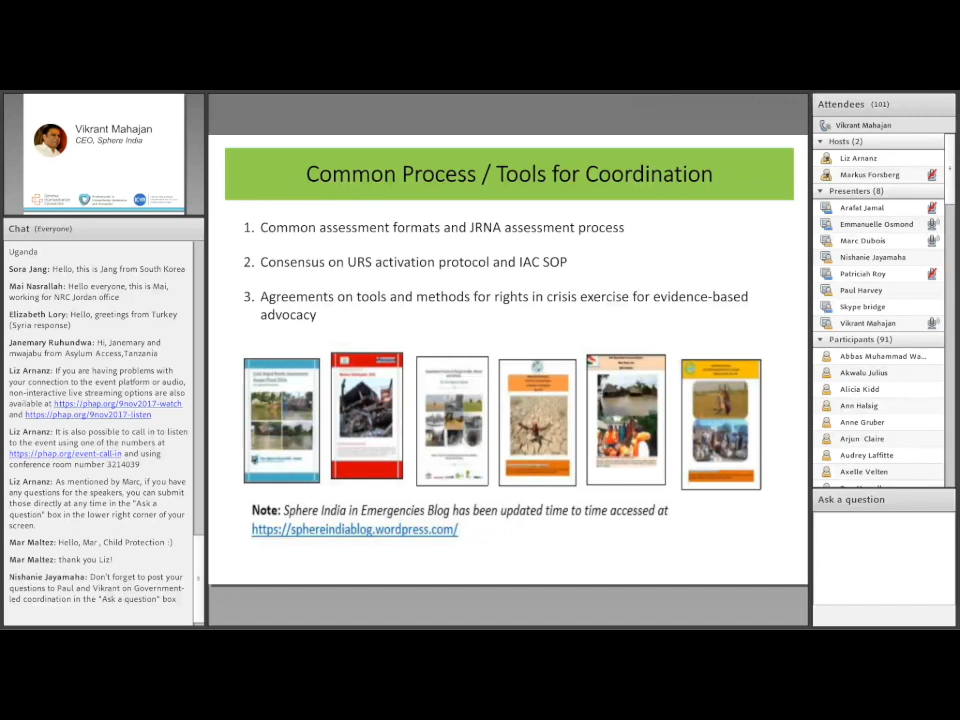 Vikrant Mahajan
CEO, Sphere India
Chat (Everyone)
Uganda
Sora Jang: Hello, this is Jang from South Korea
Mai Nasrallah: Hello everyone, this is Mai,
working for NRC Jordan office
Elizabeth Lory: Hello, greetings from Turkey
(Syria response)
Janemary Ruhundwa: Hi, Janemary and
mwajabu from Asylum Access,Tanzania
Liz Arnanz: If you are having problems with
your connection to the event platform or audio,
non-interactive live streaming options are also
available at https://phap.org/9nov2017-watch
and https://phap.org/9nov2017-listen
Liz Arnanz: It is also possible to call in to listen
to the event using one of the numbers at
https://phap.org/event-call-in and using
conference room number 3214039
Liz Arnanz: As mentioned by Marc, if you have
any questions for the speakers, you can submit
those directly at any time in the "Ask a
question" box in the lower right corner of your
screen.
Mar Maltez: Hello, Mar , Child Protection :)
Mar Maltez: thank you Liz!
Nishanie Jayamaha: Don't forget to post your
questions to Paul and Vikrant on Government-
led coordination in the "Ask a question" box
Common Process / Tools for Coordination
1. Common assessment formats and JRNA assessment process
2. Consensus on URS activation protocol and IAC SOP
3. Agreements on tools and methods for rights in crisis exercise for evidence-based
advocacy
Note: Sphere India in Emergencies Blog has been updated time to time accessed at
https://sphereindiablog.wordpress.com/
Attendees (101)
Vikrant Mahajan
Hosts (2)
Liz Arnanz
Markus Forsberg
Presenters (8)
Arafat Jamal
Emmanuelle Osmond
Marc Dubois
Nishanie Jayamaha
Patriciah Roy
Paul Harvey
Skype bridge
Vikrant Mahajan
Participants (91)
Abbas Muhammad Wa...
Akwalu Julius
Alicia Kidd
Ann Halsig
Anne Gruber
Arjun Claire
Audrey Laffitte
Axelle Velten
Ask a question